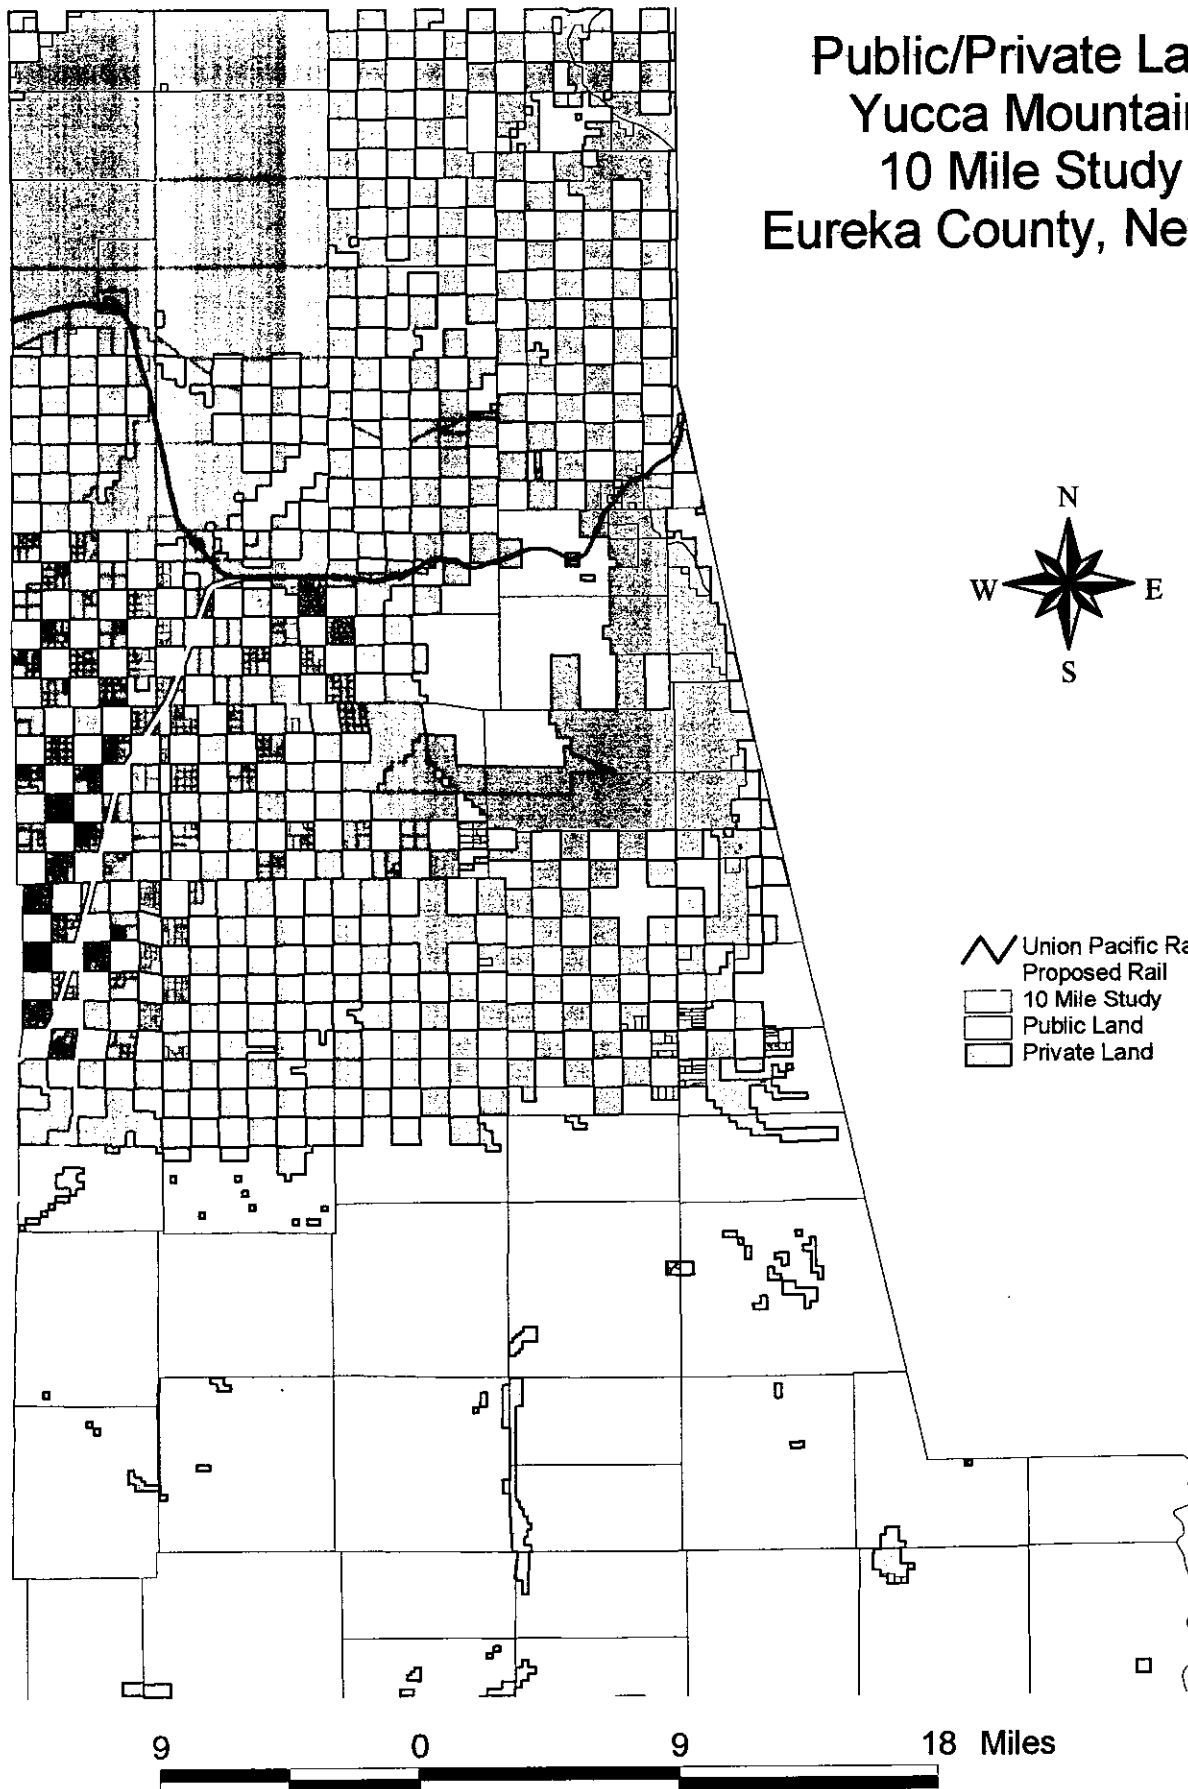 Public/Private La
Yucca Mountain
10 Mile Study
Eureka County, Ne
N
W E
S
Union Pacific Ra
Proposed Rail
10 Mile Study
Public Land
Private Land
9 0 9 18 Miles